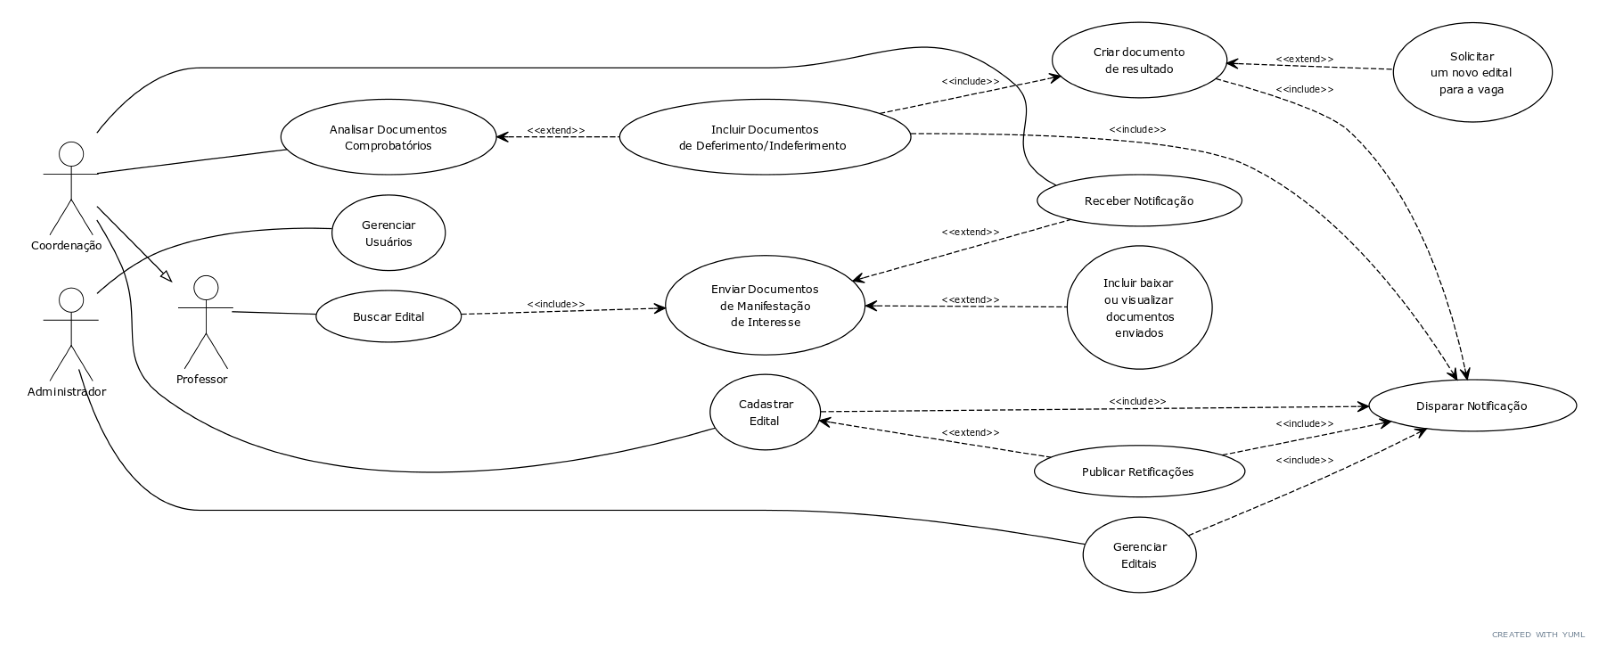 Criar documento
de resultado
<<extend>>
Solicitar
um novo edital
para a vaga
<<include>>
<<include>>
Analisar Documentos
Comprobatórios
<<extend>>
Incluir Documentos
de Deferimento/Indeferimento
<<include>>
Receber Notificação
Coordenação
Gerenciar
Usuários
<<extend>>
Enviar Documentos
de Manifestação
de Interesse
<<extend>>
Incluir baixar
ou visualizar
documentos
enviados
Buscar Edital
<<include>>
Professor
Administrador
Cadastrar
Edital
<<include>>
Disparar Notificação
<<extend>>
<<include>>
Publicar Retificações
<<include>>
Gerenciar
Editais
CREATED WITH YUML